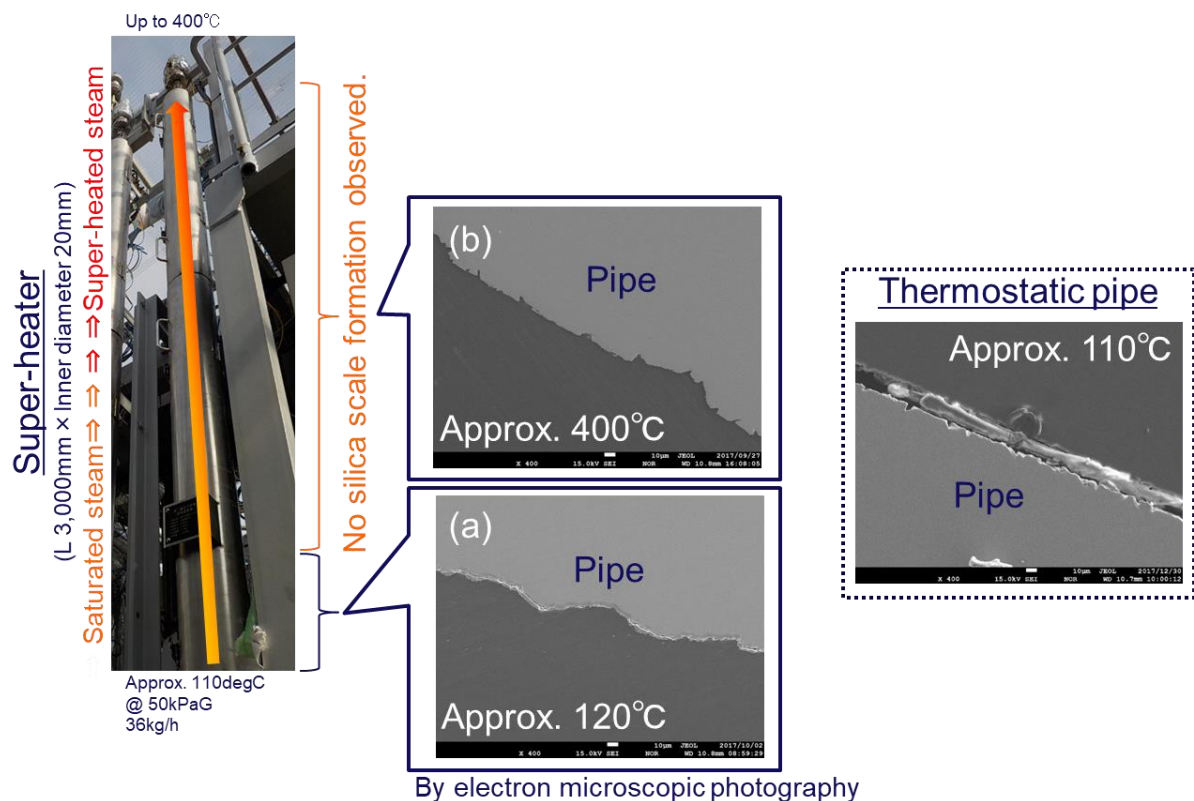 Up to 400℃
Super-heater
(L 3,000mm × Inner diameter 20mm)
Saturated steam⇒ ⇒ ⇒ ⇒ ⇒Super-heated steam
No silica scale formation observed.
Approx. 110degC
@ 50kPaG
36kg/h
(b)
Pipe
Approx. 400℃
10μm JEOL 2017/09/27
X 400 15.0kV SEI NOR WD 10.8mm 16:08:05
(a)
Pipe
Approx. 120℃
10μm JEOL 2017/10/02
X 400 15.0kV SEI NOR WD 10.8mm 08:59:29
By electron microscopic photography
Thermostatic pipe
Approx. 110℃
Pipe
10μm JEOL 2017/12/30
X 400 15.0kV SEI NOR WD 10.7mm 10:00:12